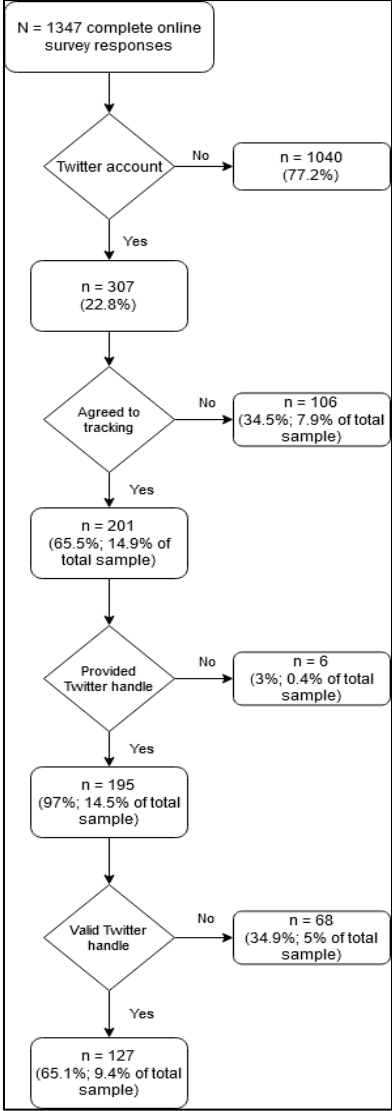 N = 1347 complete online
survey responses
Twitter account
No
n = 1040
(77.2%)
Yes
n = 307
(22.8%)
Agreed to
tracking
No
n = 106
(34.5%; 7.9% of total
sample)
Yes
n = 201
(65.5%; 14.9% of
total sample)
Provided
Twitter handle
No
n = 6
(3%; 0.4% of total
sample)
Yes
n = 195
(97%; 14.5% of total
sample)
Valid Twitter
handle
No
n = 68
(34.9%; 5% of total
sample)
Yes
n = 127
(65.1%; 9.4% of total
sample)